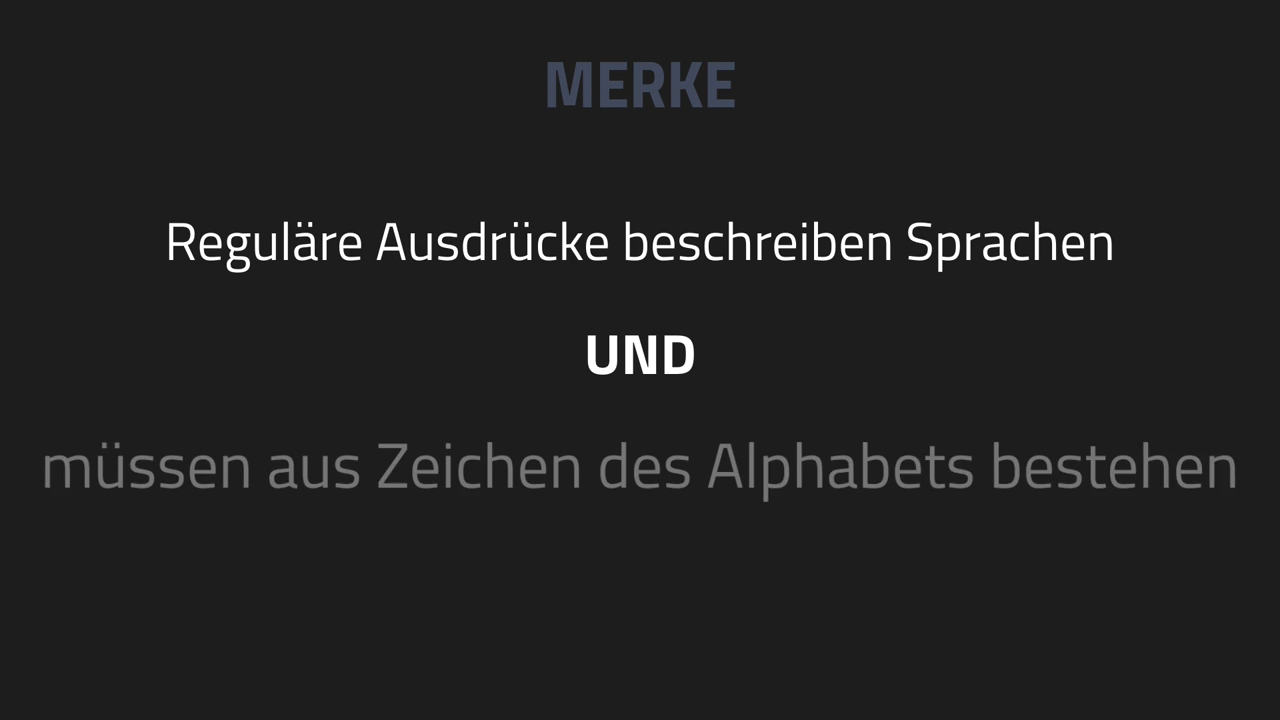 MERKE
Reguläre Ausdrücke beschreiben Sprachen
UND
müssen aus Zeichen des Alphabets bestehen